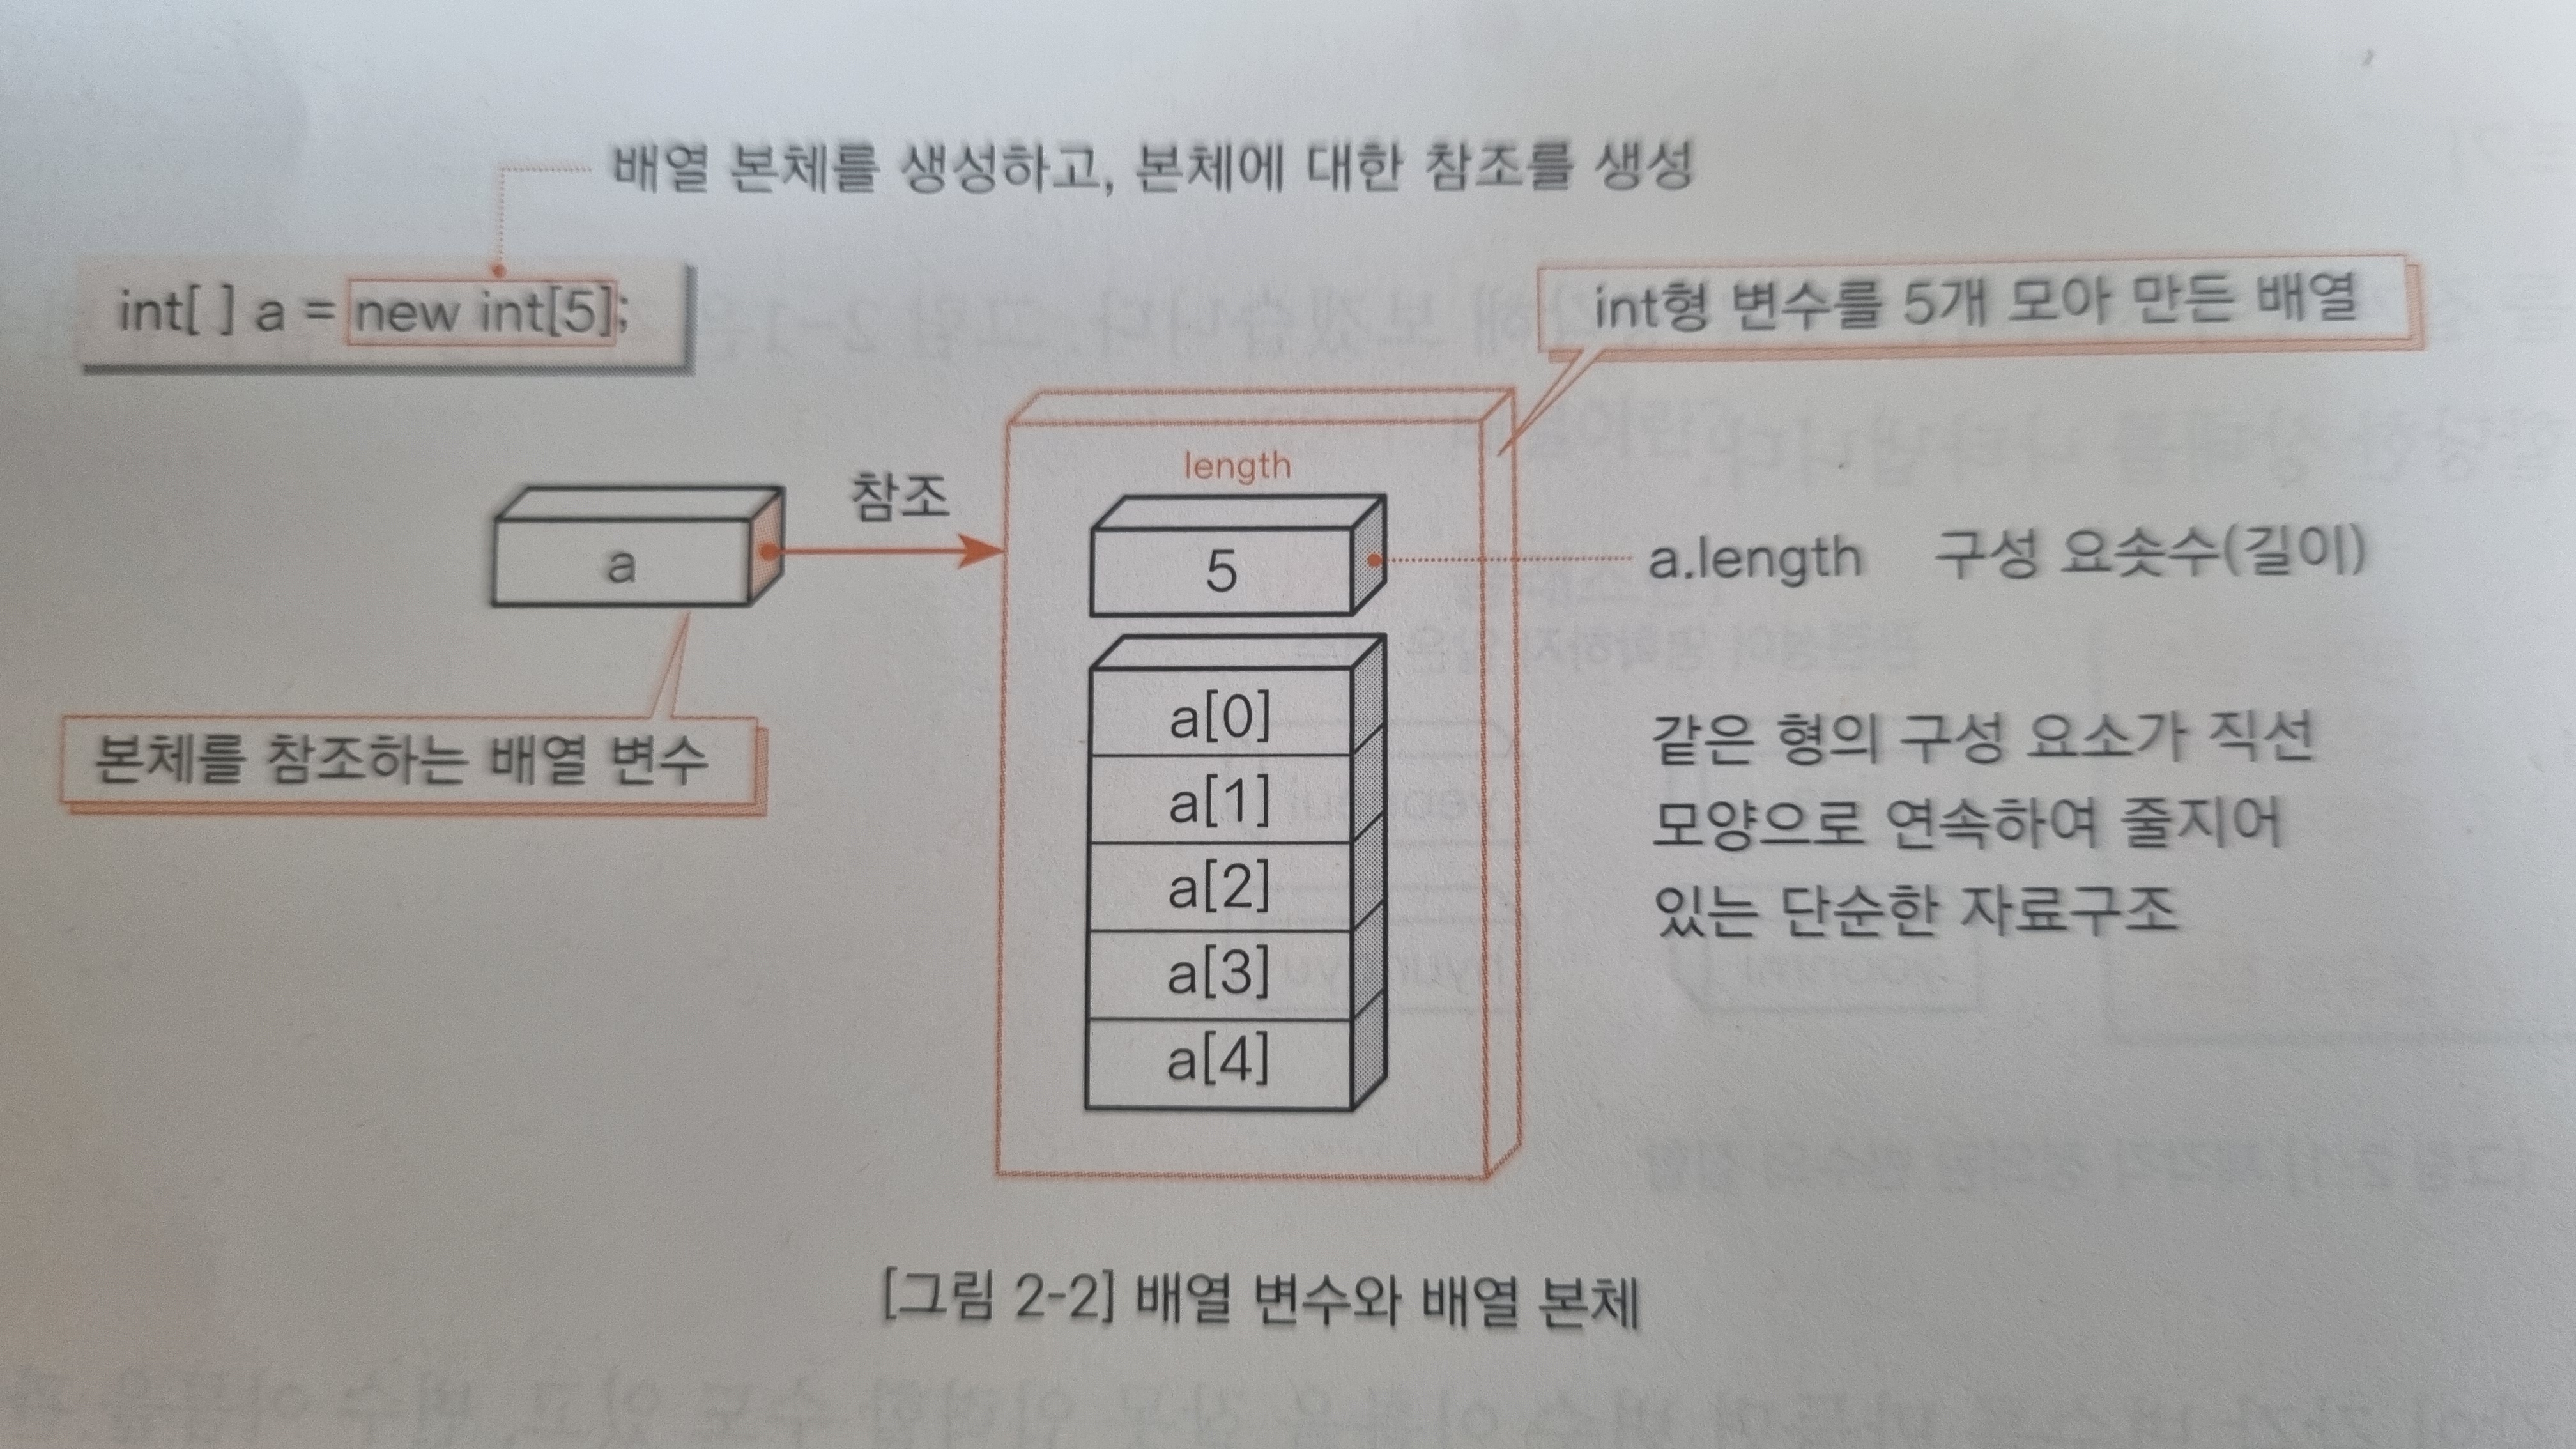 배열 본체를 생성하고, 본체에 대한 참조를 생성
int[ ] a = new int[5];
int형 변수를 5개 모아 만든 배열
length
참조
a
5
a.length 구성 요솟수(길이)
본체를 참조하는 배열 변수
a[0]
a[1]
a[2]
a[3]
a[4]
같은 형의 구성 요소가 직선
모양으로 연속하여 줄지어
있는 단순한 자료구조
[그림 2-2] 배열 변수와 배열 본체